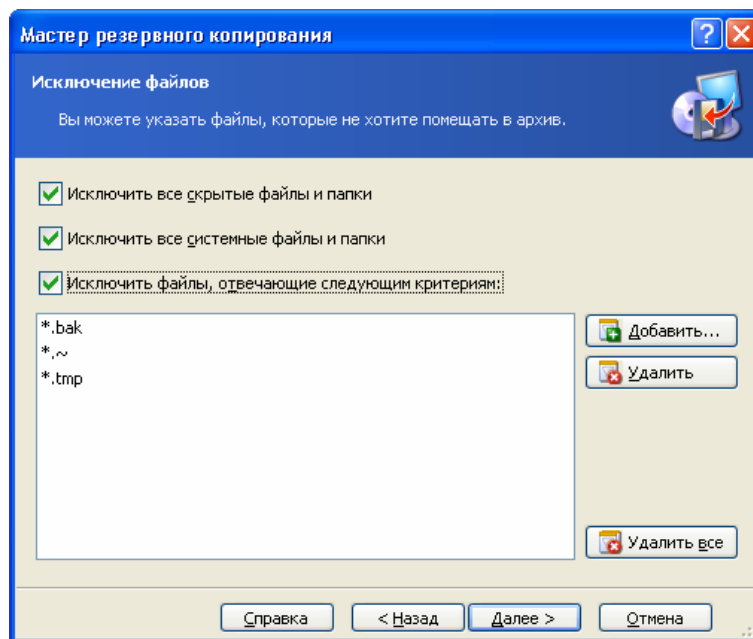 Мастер резервного копирования
Исключение файлов
Вы можете указать файлы, которые не хотите помещать в архив.
Исключить все скрытые файлы и папки
Исключить все системные файлы и папки
Исключить файлы, отвечающие следующим критериям:
*.bak
*.~
*.tmp
Добавить...
Удалить
Удалить все
Справка
< Назад
Далее >
Отмена